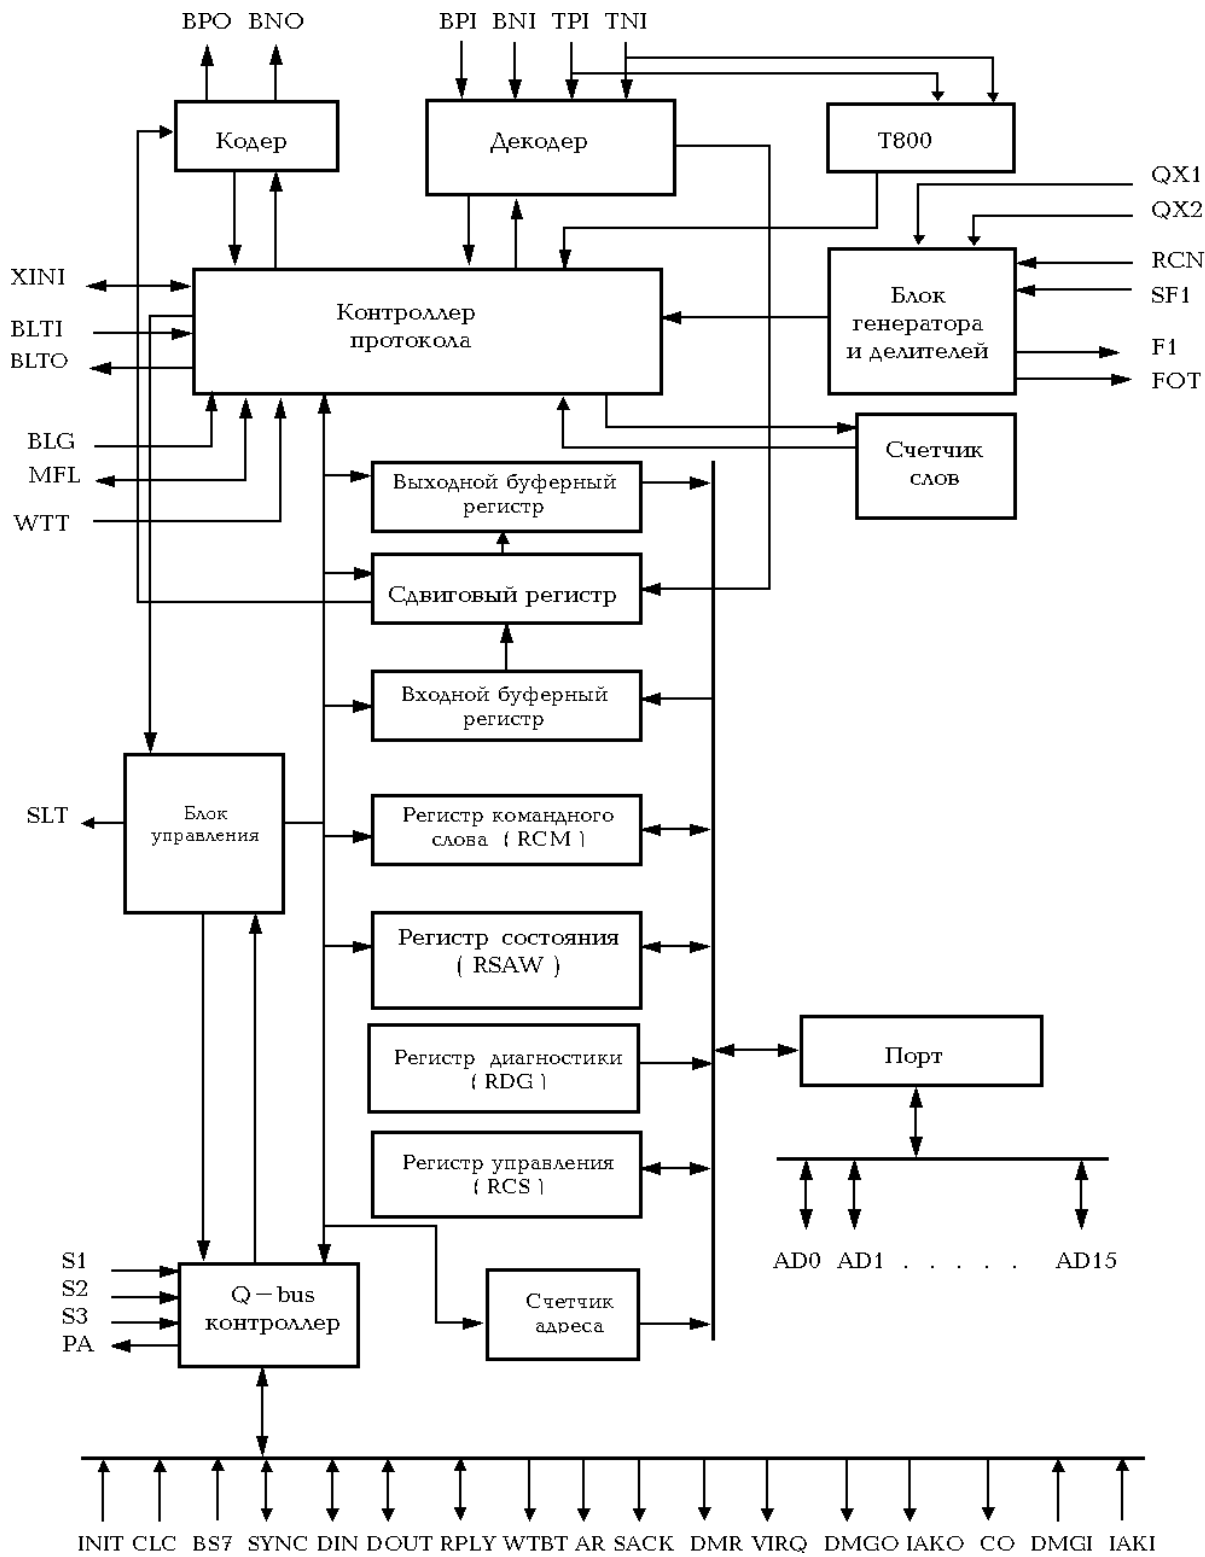 BPO BNO BPI BNI TPI TNI
Кодер
Декодер
Т800
QX1
QX2
RCN
SF1
F1
FOT
XINI
BLTI
BLTO
Контроллер
протокола
Блок
генератора
и делителей
BLG
MFL
WTT
Счетчик
слов
Выходной буферный
регистр
Сдвиговый регистр
Входной буферный
регистр
SLT
Блок
управления
Регистр командного
слова ( RCM )
Регистр состояния
( RSAW )
Регистр диагностики
( RDG )
Порт
Регистр управления
( RCS )
AD0 AD1 . . . . . AD15
S1
S2
S3
PA
Q-bus
контроллер
Счетчик
адреса
INIT CLC BS7 SYNC DIN DOUT RPLY WTBT AR SACK DMR VIRQ DMGO IAKO CO DMGI IAKI